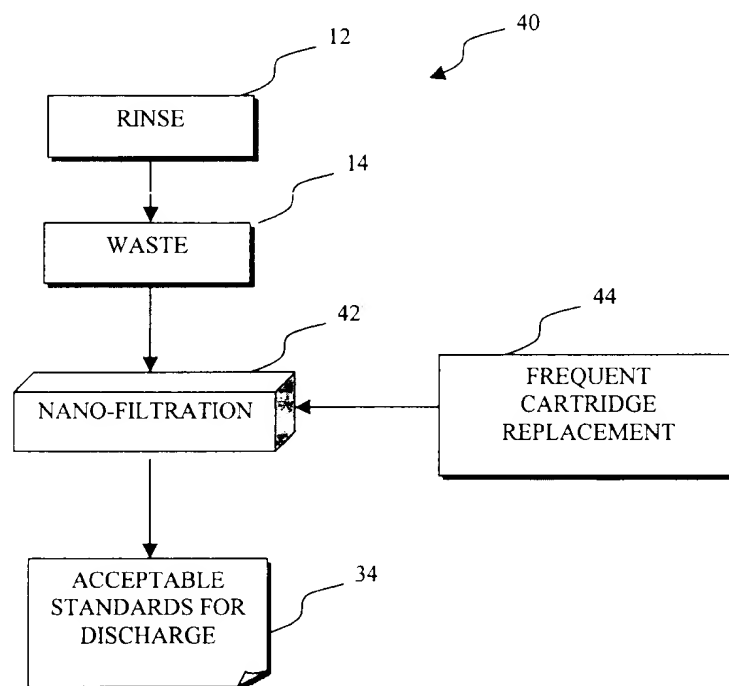 12
40
RINSE
14
WASTE
42
44
NANO-FILTRATION
FREQUENT
CARTRIDGE
REPLACEMENT
34
ACCEPTABLE
STANDARDS FOR
DISCHARGE